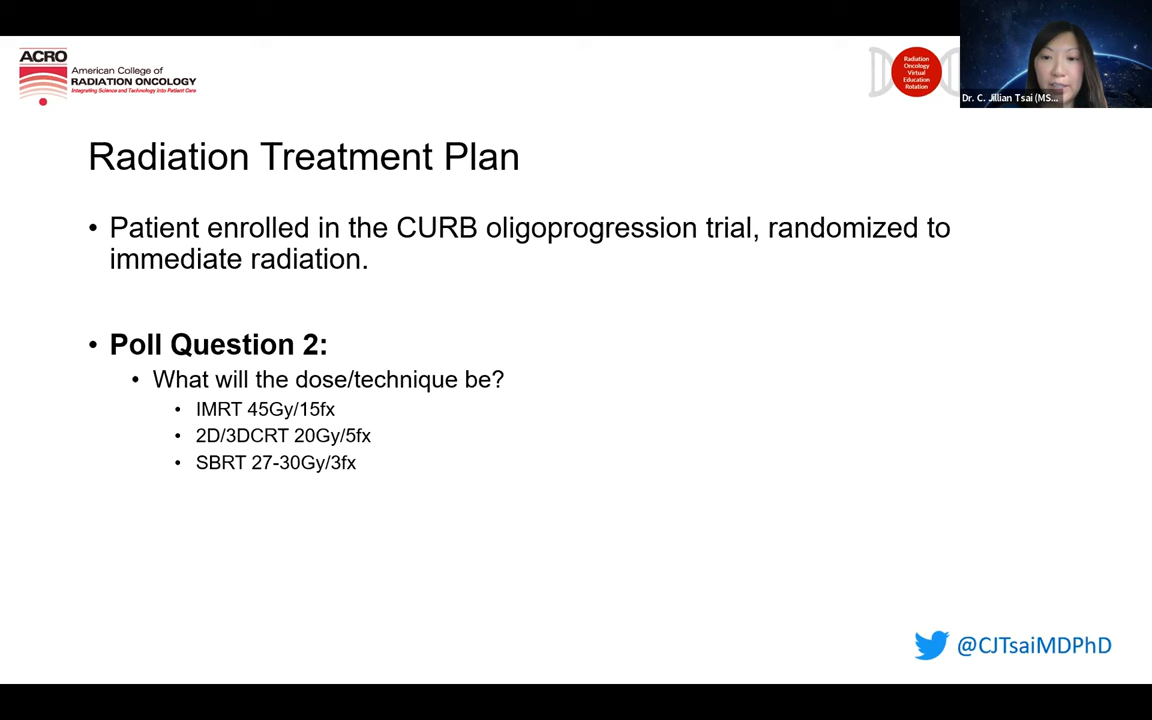 ACRO
American College of
RADIATION ONCOLOGY
Integrating Science and Technology into Patient Care
Radiation
Oncology
Virtual
Education
Rotation
Dr. C. Jillian Tsai (MS...
Radiation Treatment Plan
• Patient enrolled in the CURB oligoprogression trial, randomized to
immediate radiation.
• Poll Question 2:
• What will the dose/technique be?
• IMRT 45Gy/15fx
• 2D/3DCRT 20Gy/5fx
• SBRT 27-30Gy/3fx
@CJTsaiMDPhD